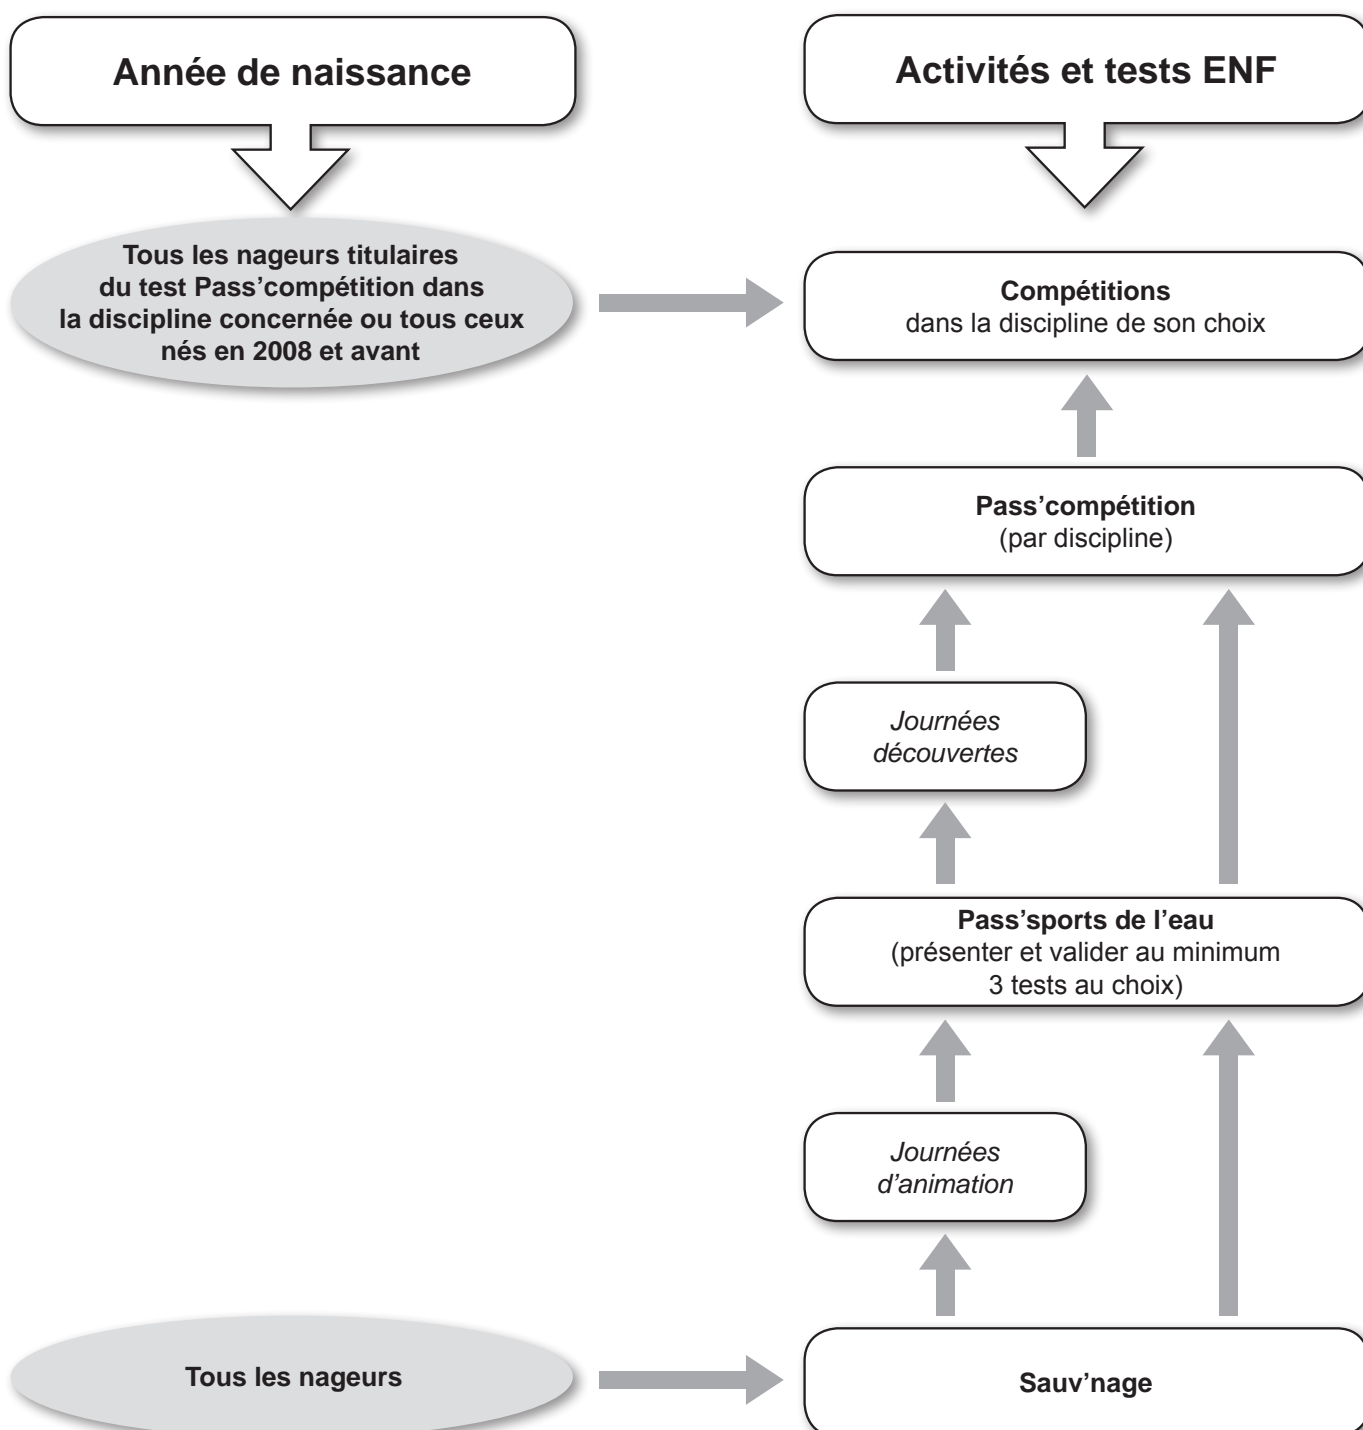 Année de naissance
Activités et tests ENF
Tous les nageurs titulaires
du test Pass’compétition dans
la discipline concernée ou tous ceux
nés en 2008 et avant
Compétitions
dans la discipline de son choix
Pass’compétition
(par discipline)
Journées
découvertes
Pass’sports de l’eau
(présenter et valider au minimum
3 tests au choix)
Journées
d’animation
Tous les nageurs
Sauv’nage